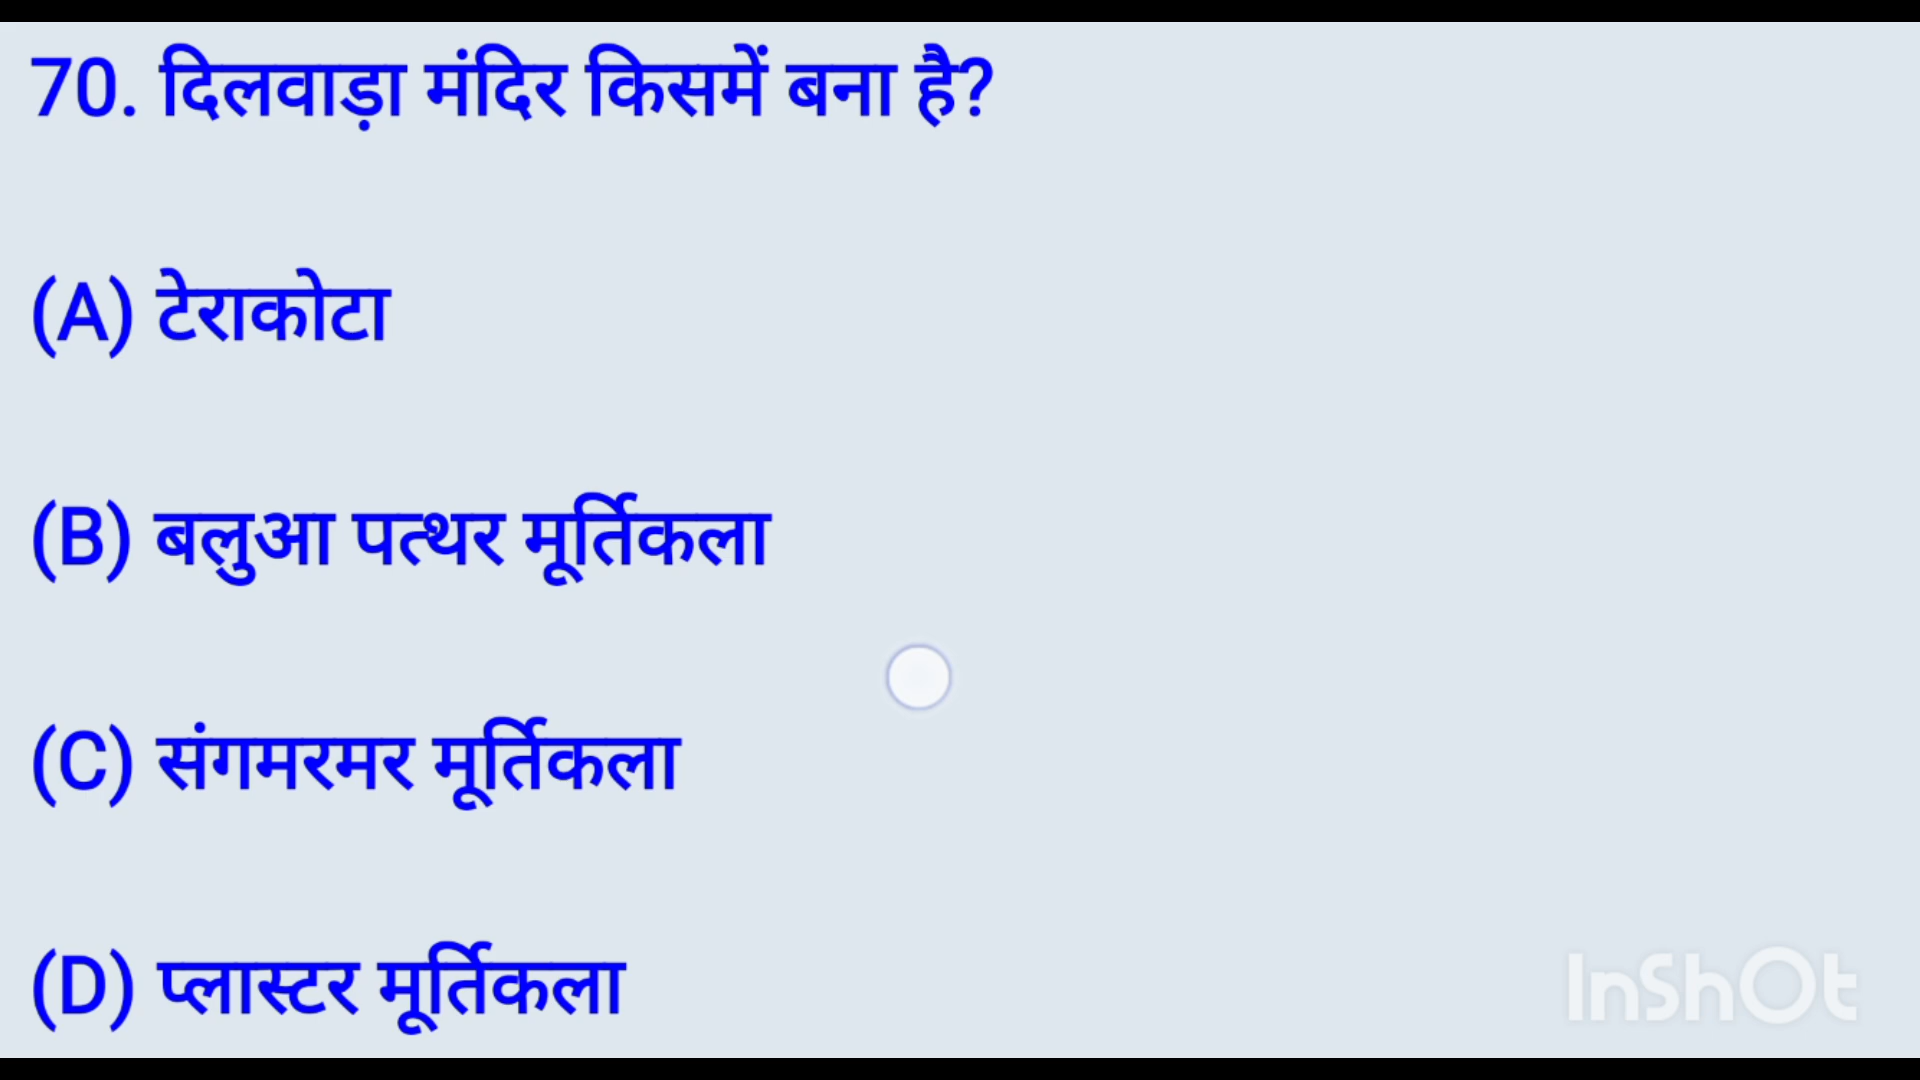 70. दिलवाड़ा मंदिर किसमें बना है?
(A) टेराकोटा
(B) बलुआ पत्थर मूर्तिकला
(C) संगमरमर मूर्तिकला
(D) प्लास्टर मूर्तिकला
InShOt